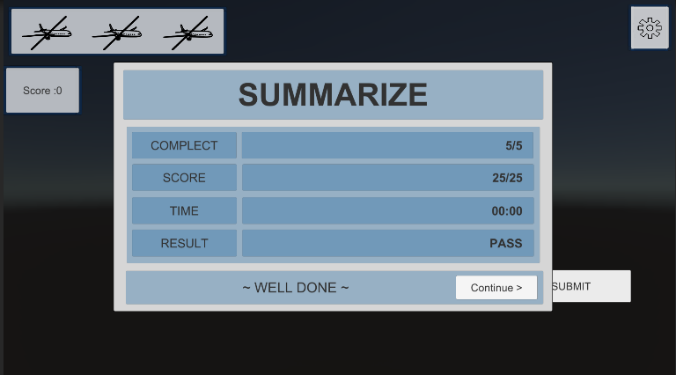 Score :0
SUMMARIZE
COMPLECT 5/5
SCORE 25/25
TIME 00:00
RESULT PASS
~ WELL DONE ~
Continue >
SUBMIT